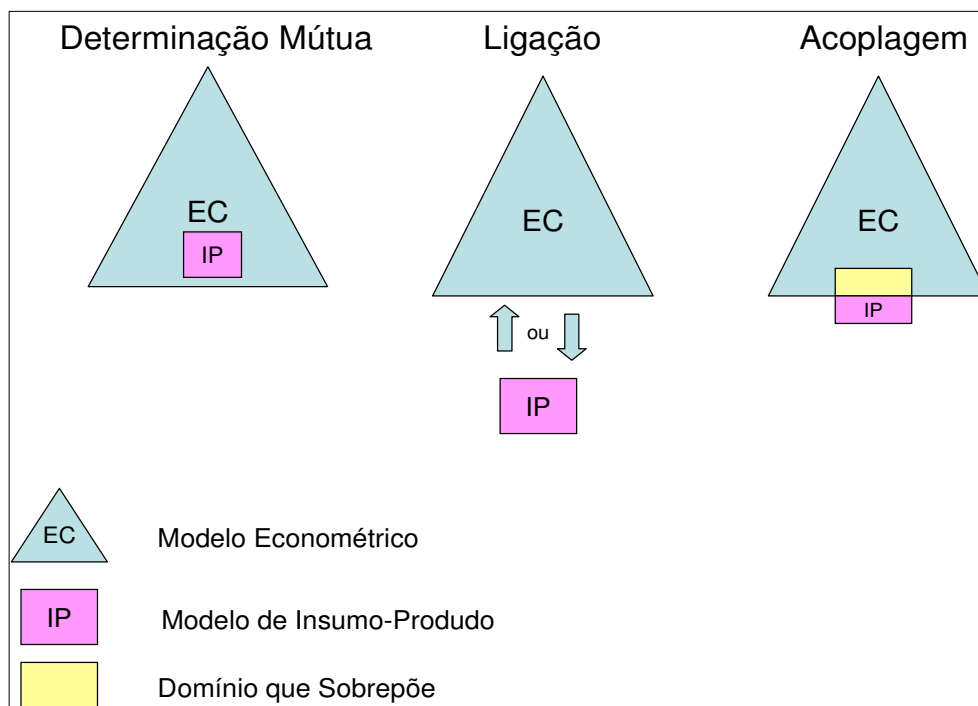 Determinação Mútua
Ligação
Acoplagem
EC
IP
EC
ou
IP
EC
IP
EC
Modelo Econométrico
IP
Modelo de Insumo-Produdo
Domínio que Sobrepõe